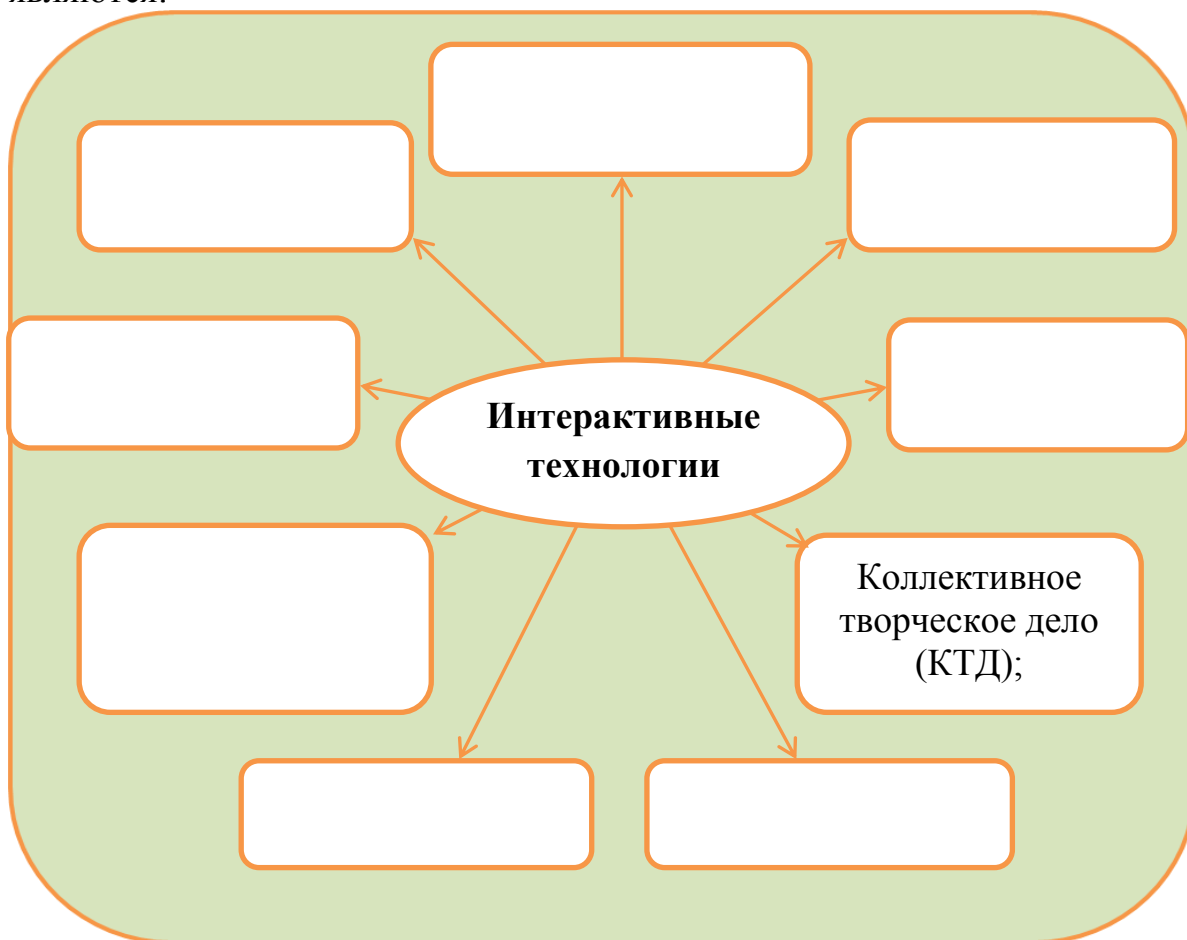 являются:
Интерактивные
технологии
Коллективное
творческое дело
(КТД);